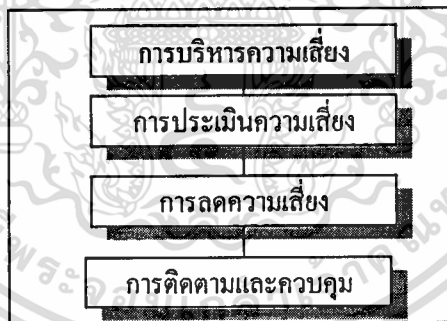 การบริหารความเสี่ยง
การประเมินความเสี่ยง
การลดความเสี่ยง
การติดตามและควบคุม